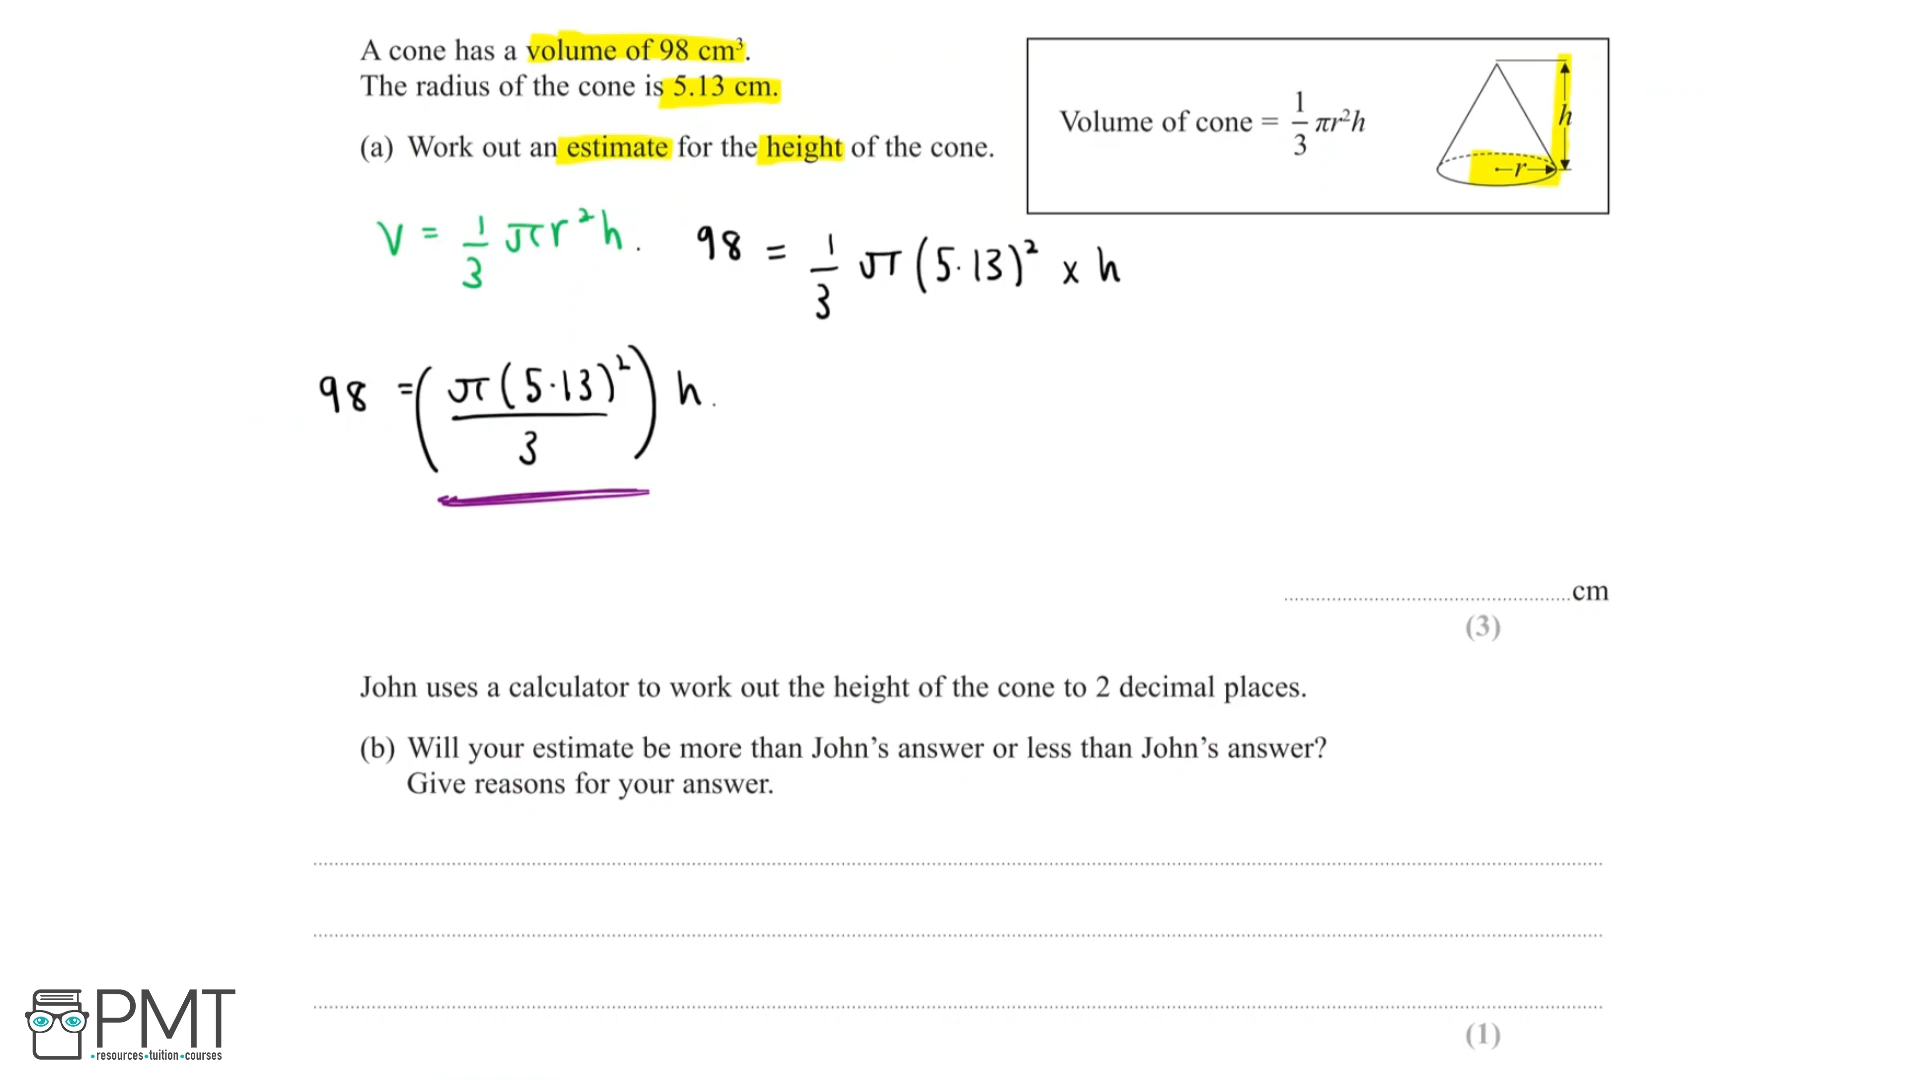 A cone has a volume of 98 cm³.
The radius of the cone is 5.13 cm.
(a) Work out an estimate for the height of the cone.
Volume of cone = 1/3 πr²h
h
r
V = 1/3 πr²h.
98 = 1/3 π(5.13)² x h
98 = (π(5.13)²/3) h.
cm
(3)
John uses a calculator to work out the height of the cone to 2 decimal places.
(b) Will your estimate be more than John’s answer or less than John’s answer?
Give reasons for your answer.
(1)
PMT
•resources•tuition•courses